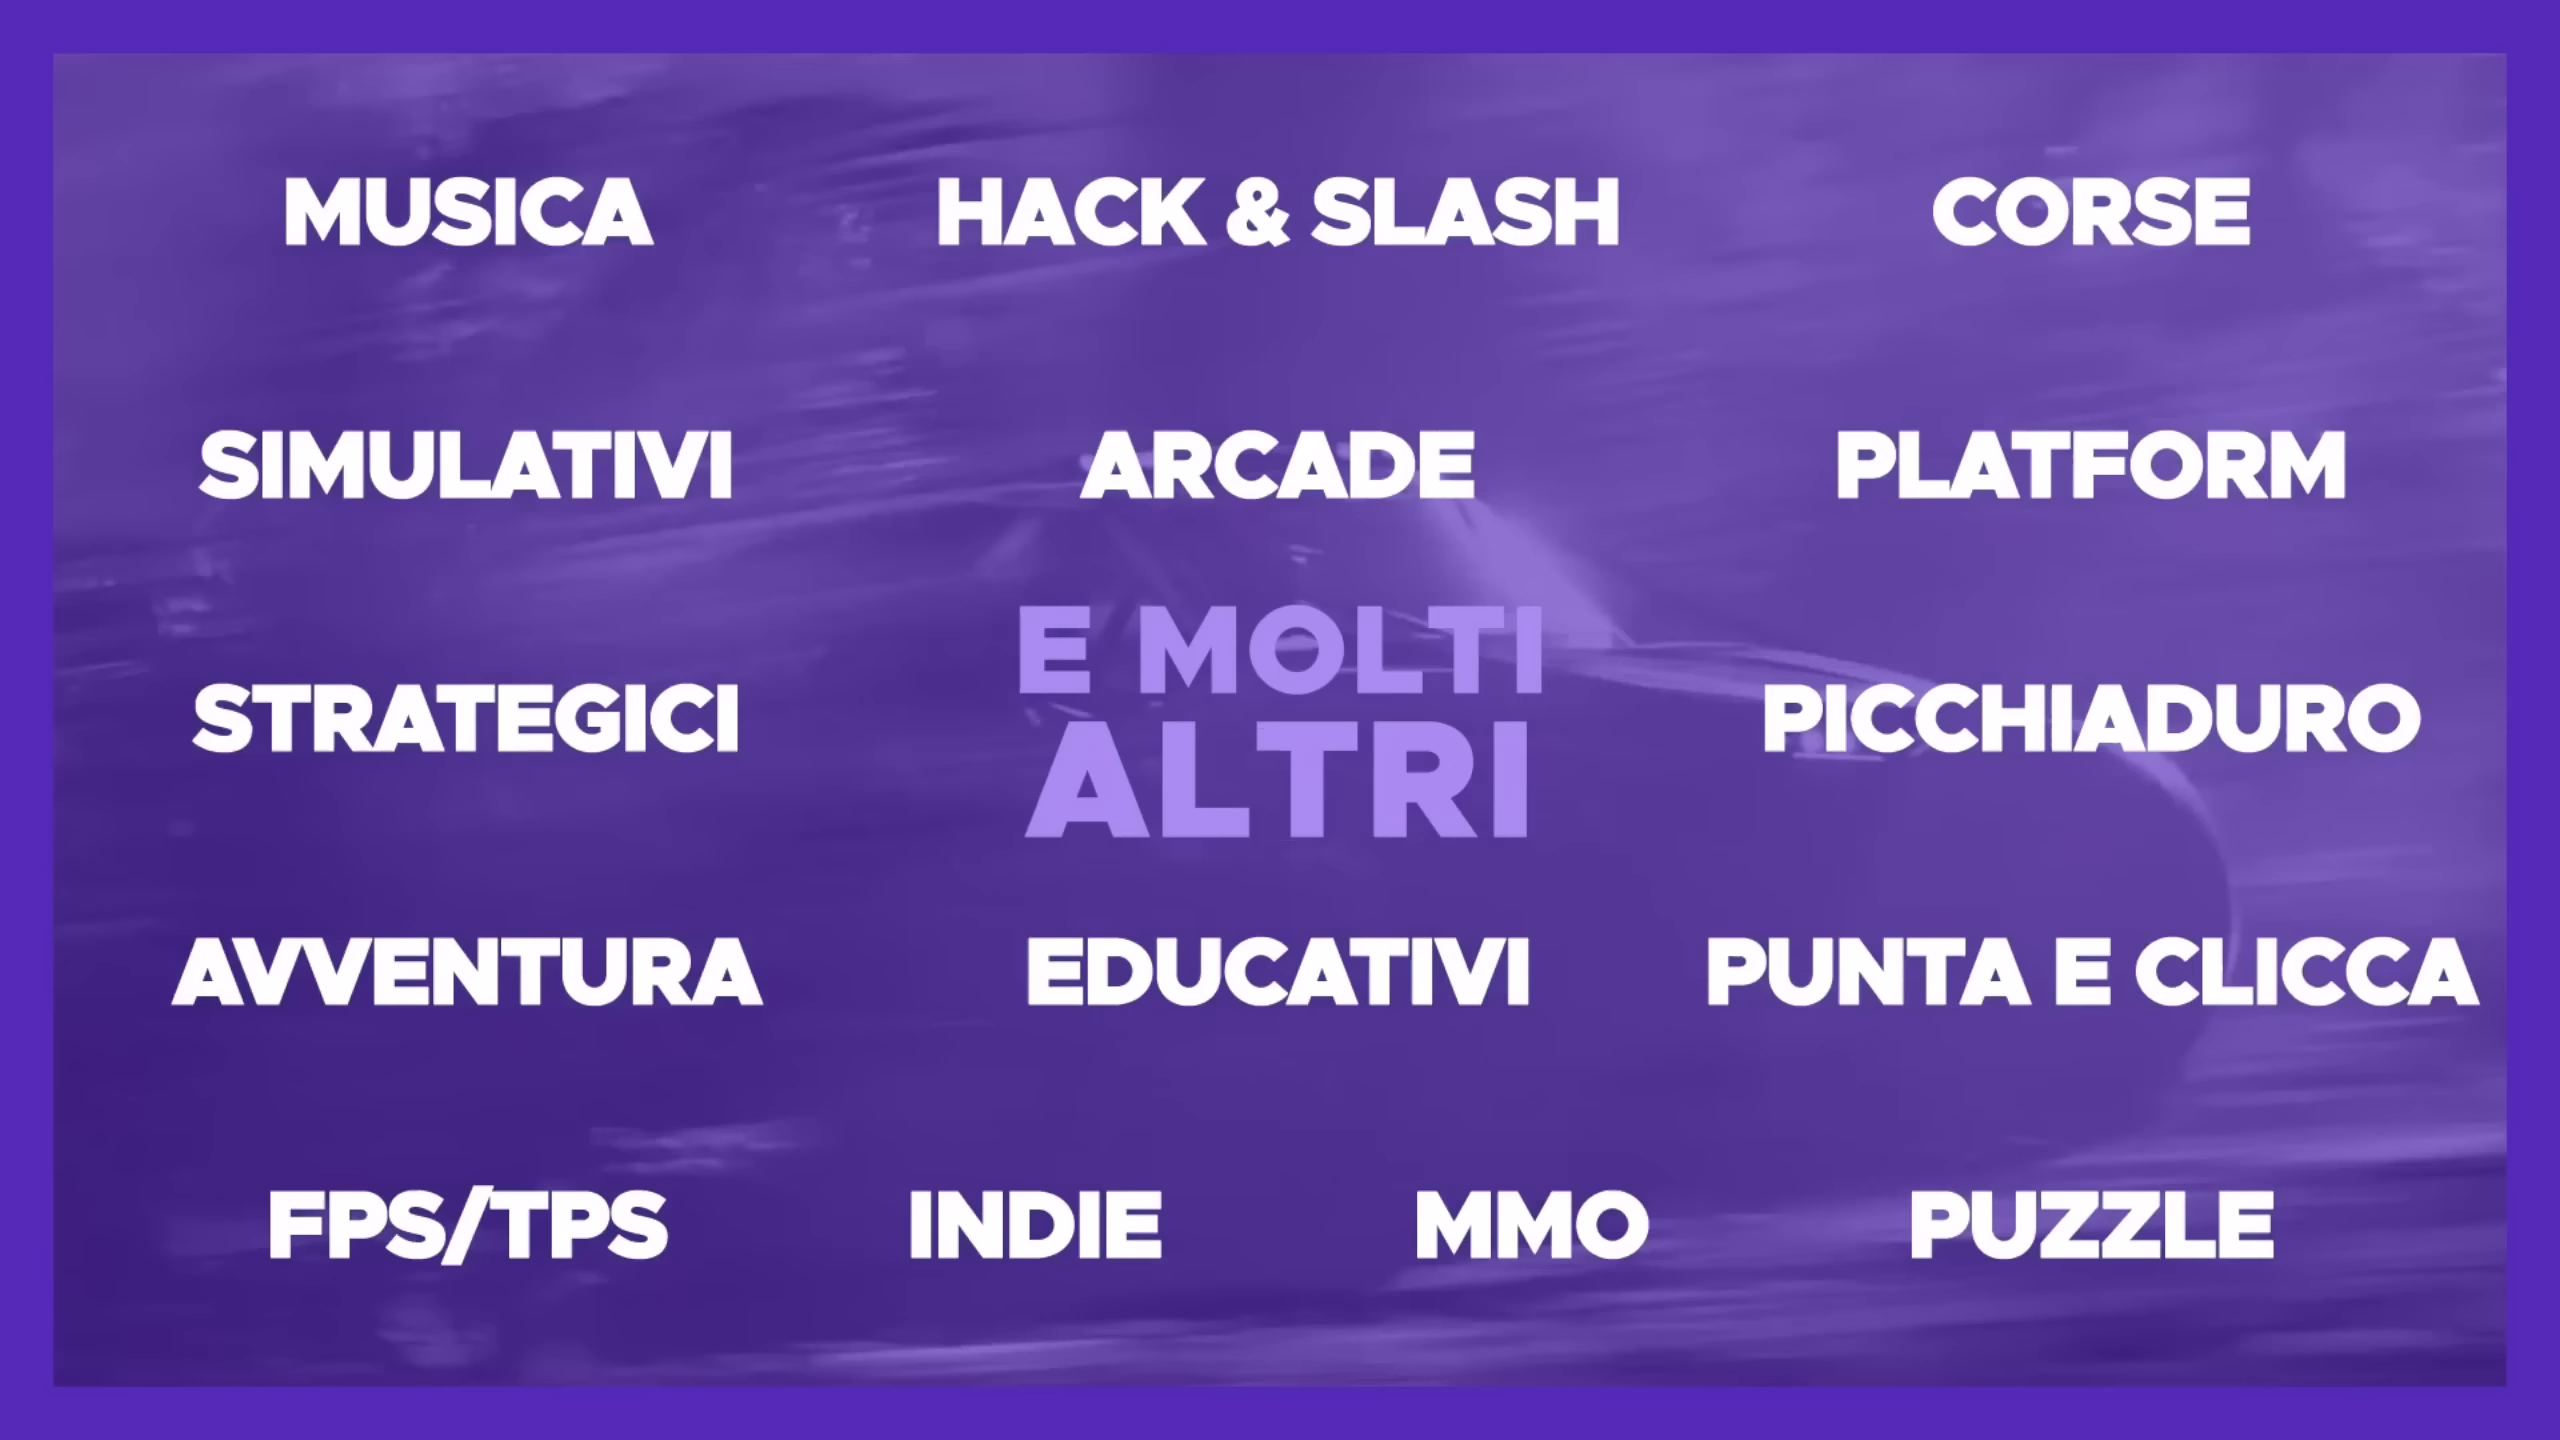 MUSICA
HACK & SLASH
CORSE
SIMULATIVI
ARCADE
PLATFORM
STRATEGICI
E MOLTI
ALTRI
PICCHIADURO
AVVENTURA
EDUCATIVI
PUNTA E CLICCA
FPS/TPS
INDIE
MMO
PUZZLE